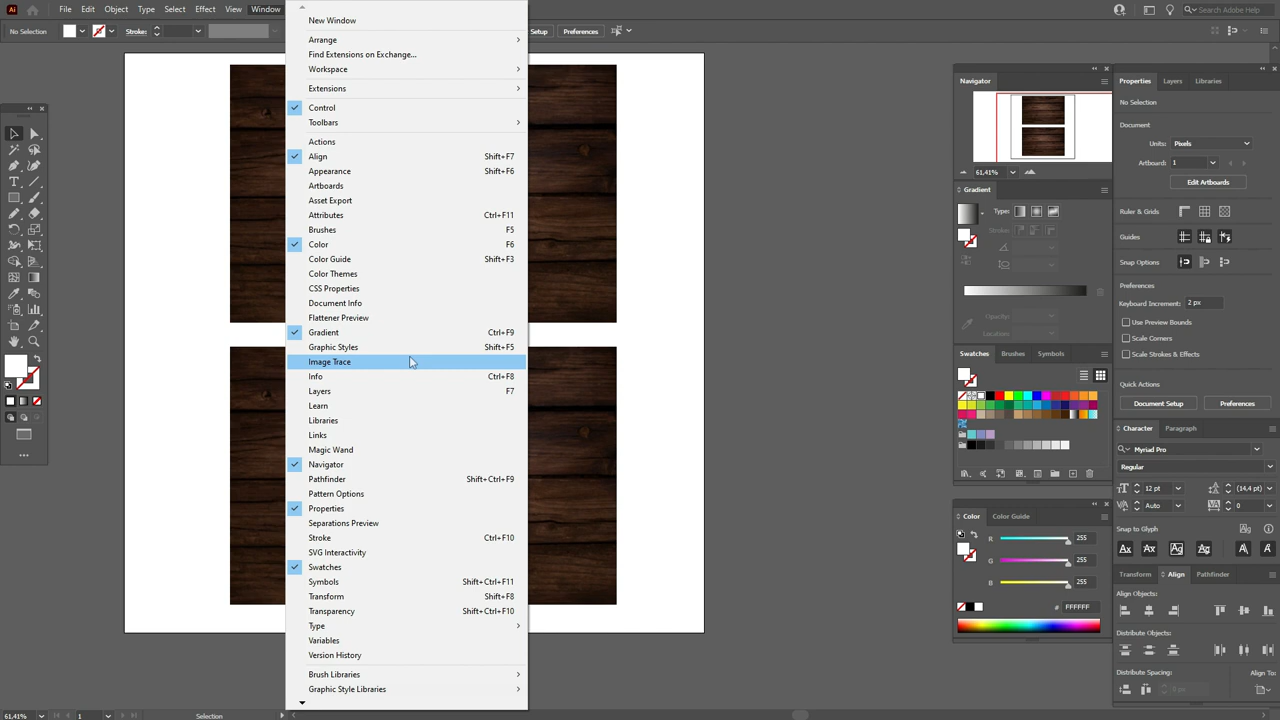 Ai File Edit Object Type Select Effect Window Search Adobe Help
No Selection Stroke: Setup Preferences
New Window
Arrange
Find Extensions on Exchange...
Workspace
Extensions
Control
Toolbars
Actions
Align Shift+F7
Appearance Shift+F6
Artboards
Asset Export
Attributes Ctrl+F11
Brushes F5
Color F6
Color Guide Shift+F3
Color Themes
CSS Properties
Document Info
Flattener Preview
Gradient Ctrl+F9
Graphic Styles Shift+F5
Image Trace
Info Ctrl+F8
Layers F7
Learn
Libraries
Links
Magic Wand
Navigator
Pathfinder Shift+Ctrl+F9
Pattern Options
Properties
Separations Preview
Stroke Ctrl+F10
SVG Interactivity
Swatches
Symbols Shift+Ctrl+F11
Transform Shift+F8
Transparency Shift+Ctrl+F10
Type
Variables
Version History
Brush Libraries
Graphic Style Libraries
Navigator
61,41%
Gradient
Type:
Stroke:
Opacity:
Locations:
Swatches Brushes Symbols
Color Color Guide
R 255
G 255
B 255
# FFFFFF
Properties Layers Libraries
No Selection
Document
Units: Pixels
Artboard: 1
Edit Artboards
Ruler & Grids
Guides
Snap Options
Preferences
Keyboard Increment: 2 px
Use Preview Bounds
Scale Corners
Scale Strokes & Effects
Quick Actions
Document Setup Preferences
Character Paragraph
Myriad Pro
Regular
12 pt (14,4 pt)
Auto 0
Snap to Glyph
Transform Align Pathfinder
Align Objects:
Distribute Objects:
Distribute Spacing: Align To:
0 px
61,41% 1 Selection